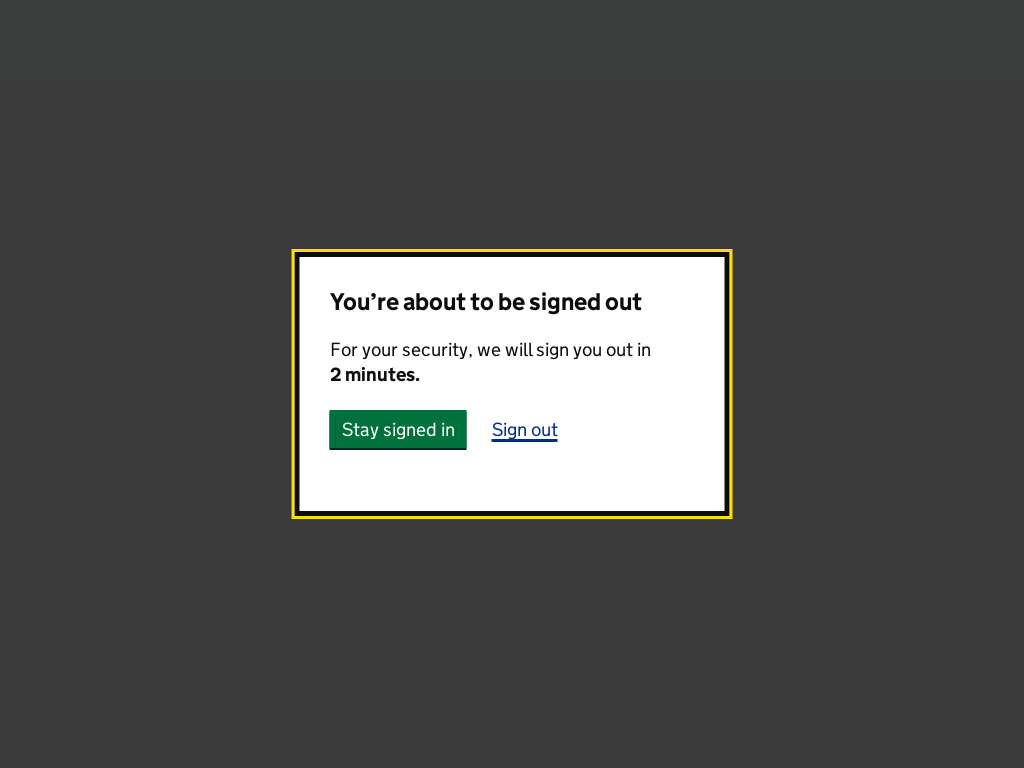 You’re about to be signed out
For your security, we will sign you out in
2 minutes.
Stay signed in
Sign out